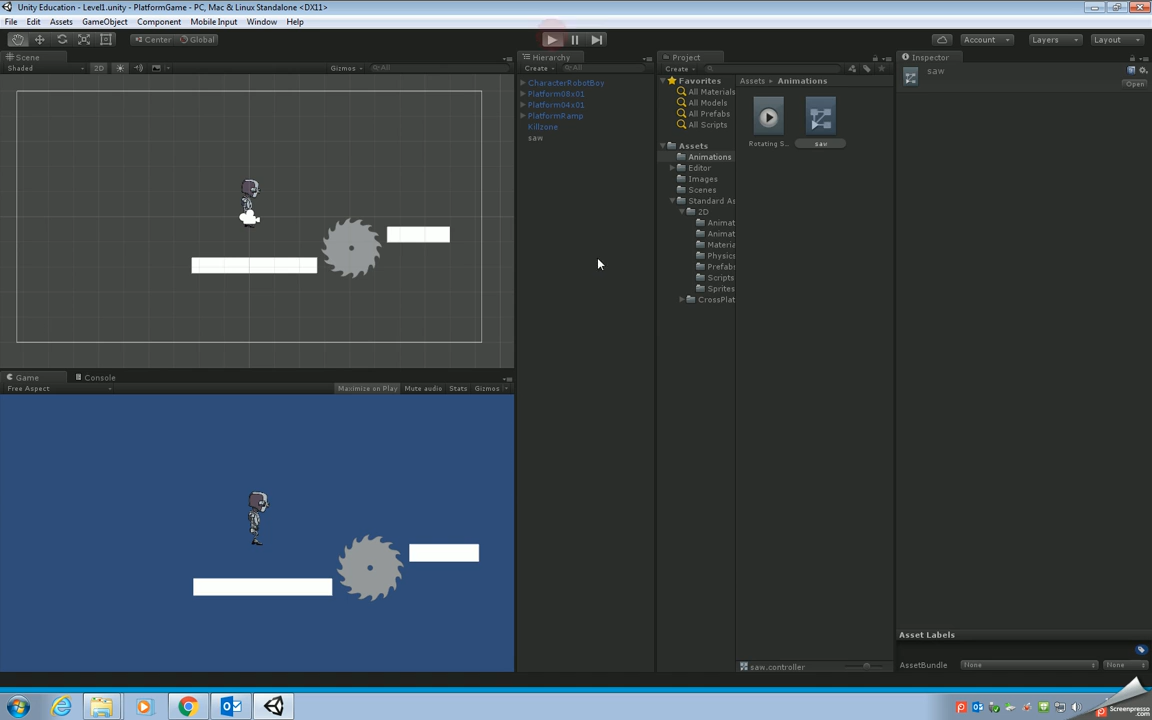 Unity Education - Level1.unity - PlatformGame - PC, Mac & Linux Standalone <DX11>
File Edit Assets GameObject Component Mobile Input Window Help
Center Global Account Layers Layout
Scene
Shaded 2D Gizmos All
Hierarchy
Create All
CharacterRobotBoy
Platform08x01
Platform04x01
PlatformRamp
Killzone
saw
Project
Create
Favorites
All Materials
All Models
All Prefabs
All Scripts
Assets
Animations
Editor
Images
Scenes
Standard As
2D
Animat
Animat
Materia
Physics
Prefabs
Scripts
Sprites
CrossPlat
Assets Animations
Rotating S... saw
saw.controller
Inspector
saw
Open
Game Console
Free Aspect Maximize on Play Mute audio Stats Gizmos
Asset Labels
AssetBundle None None
Screenpresso.com